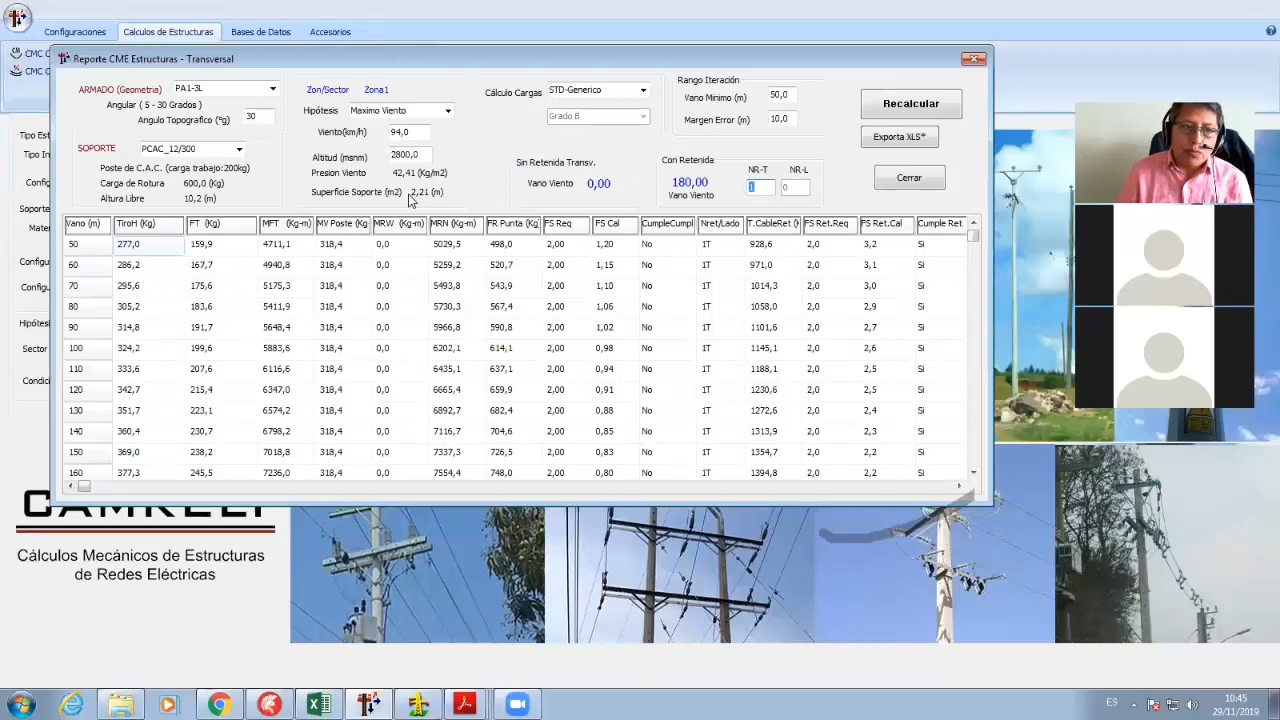 Configuraciones Calculos de Estructuras Bases de Datos Accesorios
CMC C
CMC C
Reporte CME Estructuras - Transversal
ARMADO (Geometria) PA1-3L
Angular ( 5 - 30 Grados )
Angulo Topografico (°g) 30
SOPORTE PCAC_12/300
Poste de C.A.C. (carga trabajo:200kg)
Carga de Rotura 600,0 (Kg)
Altura Libre 10,2 (m)
Zon/Sector Zona1
Hipótesis Maximo Viento
Viento(km/h) 94,0
Altitud (msnm) 2800,0
Presion Viento 42,41 (Kg/m2)
Superficie Soporte (m2) 2,21 (m)
Cálculo Cargas STD-Generico
Grado B
Sin Retenida Transv.
Vano Viento 0,00
Rango Iteración
Vano Minimo (m) 50,0
Margen Error (m) 10,0
Con Retenida NR-T NR-L
180,00 1 0
Vano Viento
Recalcular
Exporta XLS*
Cerrar
Vano (m) TiroH (Kg) FT (Kg) MFT (Kg-m) MV Poste (Kg MRW (Kg-m) MRN (Kg-m) FR Punta (Kg FS Req FS Cal CumpleCumpl Nret/Lado T.CableRet ( FS Ret.Req FS Ret.Cal Cumple Ret
50 277,0 159,9 4711,1 318,4 0,0 5029,5 498,0 2,00 1,20 No 1T 928,6 2,0 3,2 Si
60 286,2 167,7 4940,8 318,4 0,0 5259,2 520,7 2,00 1,15 No 1T 971,0 2,0 3,1 Si
70 295,6 175,6 5175,3 318,4 0,0 5493,8 543,9 2,00 1,10 No 1T 1014,3 2,0 3,0 Si
80 305,2 183,6 5411,9 318,4 0,0 5730,3 567,4 2,00 1,06 No 1T 1058,0 2,0 2,9 Si
90 314,8 191,7 5648,4 318,4 0,0 5966,8 590,8 2,00 1,02 No 1T 1101,6 2,0 2,7 Si
100 324,2 199,6 5883,6 318,4 0,0 6202,1 614,1 2,00 0,98 No 1T 1145,1 2,0 2,6 Si
110 333,6 207,6 6116,6 318,4 0,0 6435,1 637,1 2,00 0,94 No 1T 1188,1 2,0 2,5 Si
120 342,7 215,4 6347,0 318,4 0,0 6665,4 659,9 2,00 0,91 No 1T 1230,6 2,0 2,5 Si
130 351,7 223,1 6574,2 318,4 0,0 6892,7 682,4 2,00 0,88 No 1T 1272,6 2,0 2,4 Si
140 360,4 230,7 6798,2 318,4 0,0 7116,7 704,6 2,00 0,85 No 1T 1313,9 2,0 2,3 Si
150 369,0 238,2 7018,8 318,4 0,0 7337,3 726,5 2,00 0,83 No 1T 1354,7 2,0 2,2 Si
160 377,3 245,5 7236,0 318,4 0,0 7554,4 748,0 2,00 0,80 No 1T 1394,8 2,0 2,2 Si
Tipo Est
Tipo In
Config
Soporte
Mater
Configu
Config
Hipótesi
Sector
Condici
CAMKELI
Cálculos Mecánicos de Estructuras
de Redes Eléctricas
ES
10:45
29/11/2019